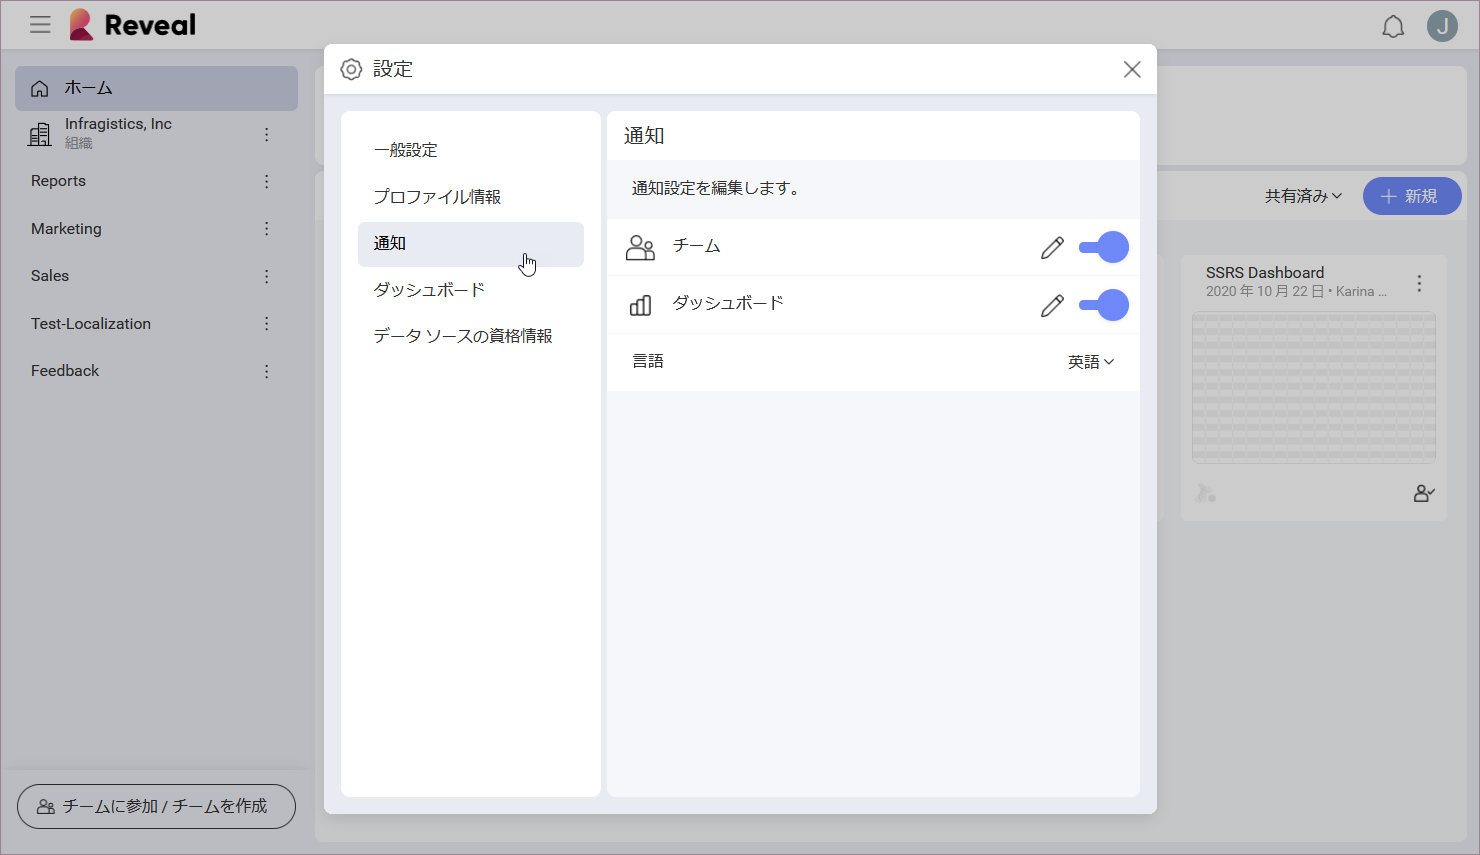 Reveal
J
ホーム
Infragistics, Inc
組織
Reports
Marketing
Sales
Test-Localization
Feedback
チームに参加 / チームを作成
設定
一般設定
プロファイル情報
通知
ダッシュボード
データ ソースの資格情報
通知
通知設定を編集します。
チーム
ダッシュボード
言語
英語
共有済み
新規
SSRS Dashboard
2020 年 10 月 22 日 • Karina ...